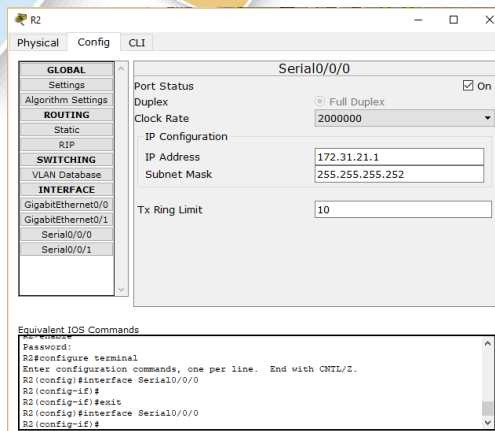 R2
Physical Config CLI
GLOBAL
Settings
Algorithm Settings
ROUTING
Static
RIP
SWITCHING
VLAN Database
INTERFACE
GigabitEthernet0/0
GigabitEthernet0/1
Serial0/0/0
Serial0/0/1
Serial0/0/0
Port Status On
Duplex Full Duplex
Clock Rate 2000000
IP Configuration
IP Address 172.31.21.1
Subnet Mask 255.255.255.252
Tx Ring Limit 10
Equivalent IOS Commands
R2>enable
Password:
R2#configure terminal
Enter configuration commands, one per line. End with CNTL/Z.
R2(config)#interface Serial0/0/0
R2(config-if)#
R2(config-if)#exit
R2(config)#interface Serial0/0/0
R2(config-if)#